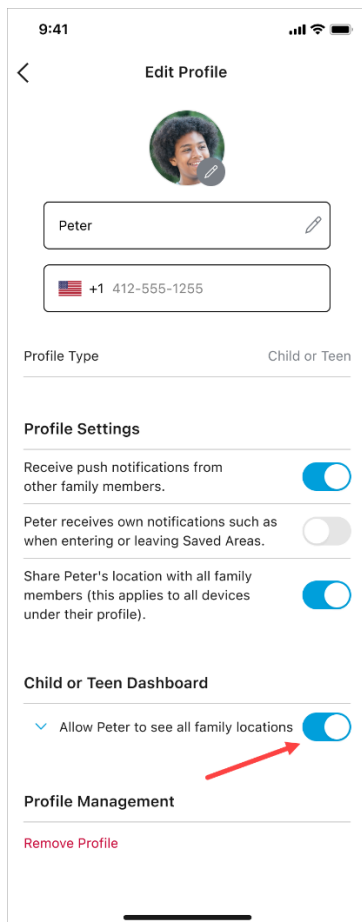 9:41
Edit Profile
Peter
+1 412-555-1255
Profile Type Child or Teen
Profile Settings
Receive push notifications from
other family members.
Peter receives own notifications such as
when entering or leaving Saved Areas.
Share Peter's location with all family
members (this applies to all devices
under their profile).
Child or Teen Dashboard
Allow Peter to see all family locations
Profile Management
Remove Profile